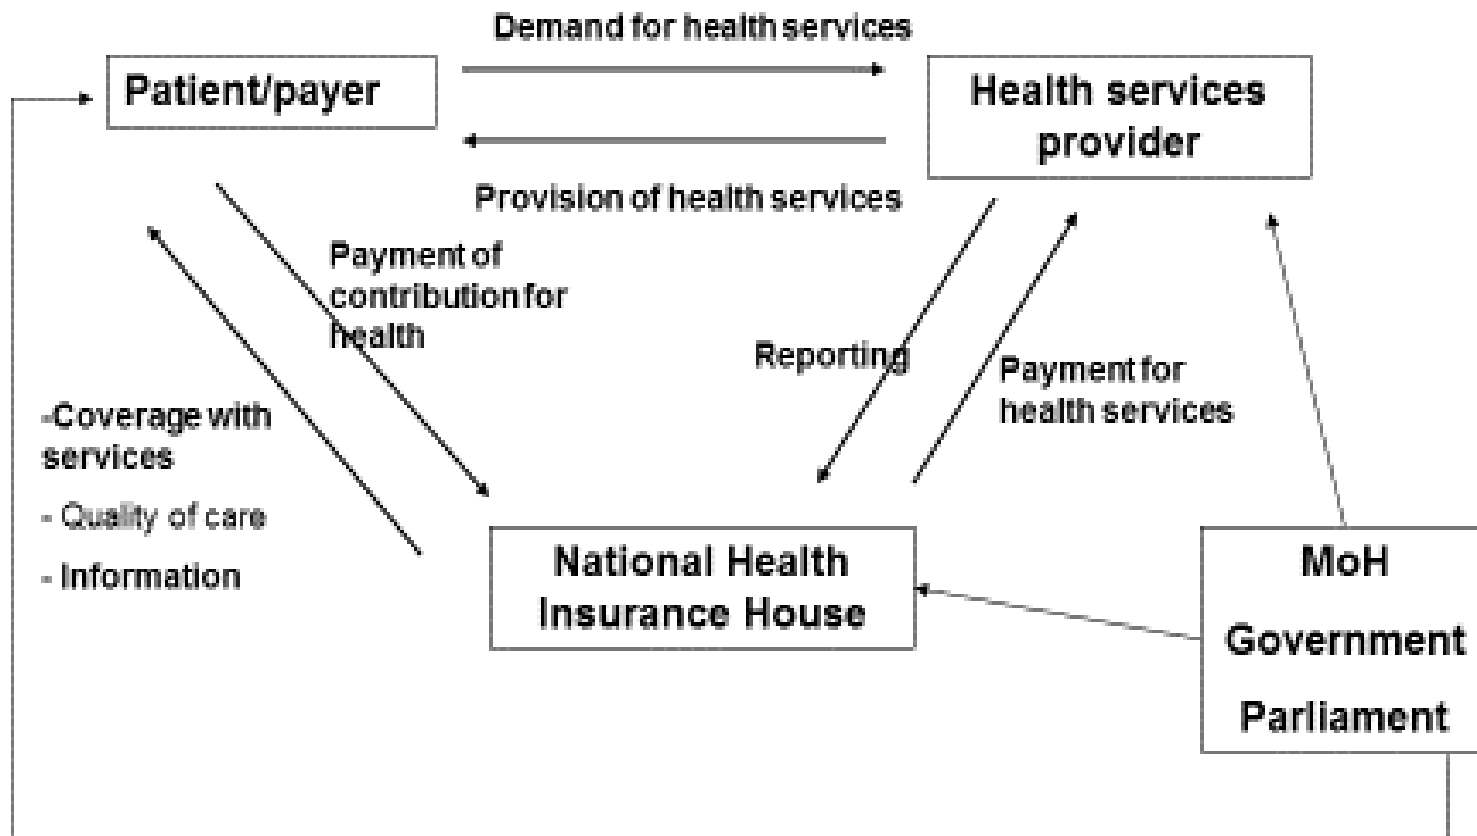 Demand for health services
Patient/payer
Health services
provider
Provision of health services
Payment of
contribution for
health
Reporting
Payment for
health services
-Coverage with
services
- Quality of care
- Information
National Health
Insurance House
MoH
Government
Parliament